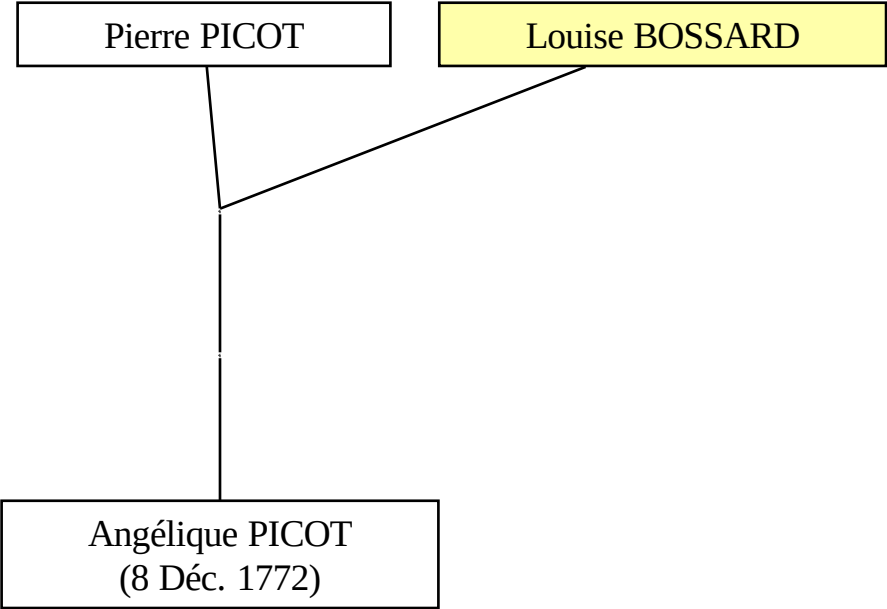 Pierre PICOT
Louise BOSSARD
Angélique PICOT
(8 Déc. 1772)